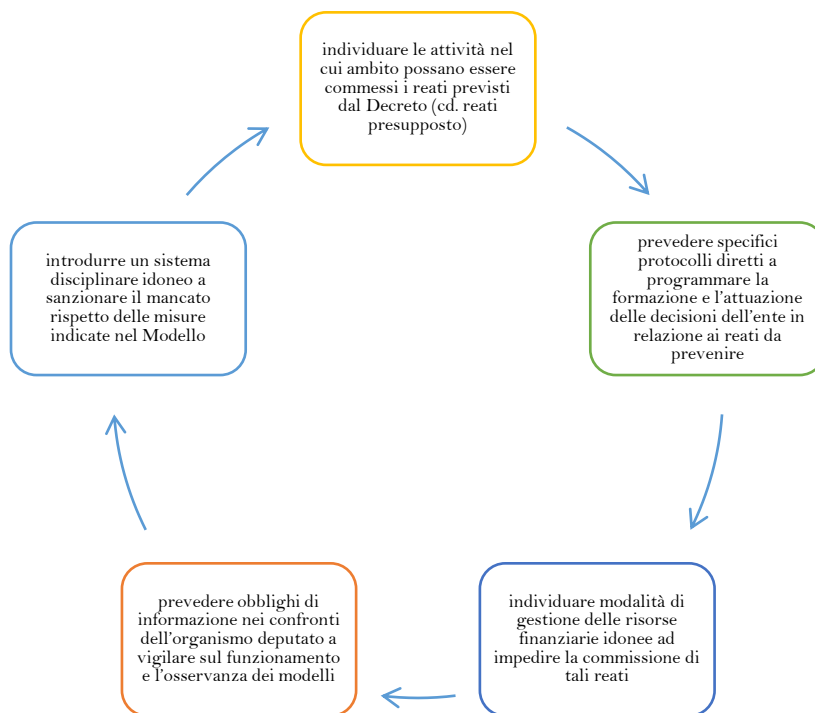 individuare le attività nel
cui ambito possano essere
commessi i reati previsti
dal Decreto (cd. reati
presupposto)
prevedere specifici
protocolli diretti a
programmare la
formazione e l'attuazione
delle decisioni dell'ente in
relazione ai reati da
prevenire
individuare modalità di
gestione delle risorse
finanziarie idonee ad
impedire la commissione di
tali reati
prevedere obblighi di
informazione nei confronti
dell'organismo deputato a
vigilare sul funzionamento
e l'osservanza dei modelli
introdurre un sistema
disciplinare idoneo a
sanzionare il mancato
rispetto delle misure
indicate nel Modello